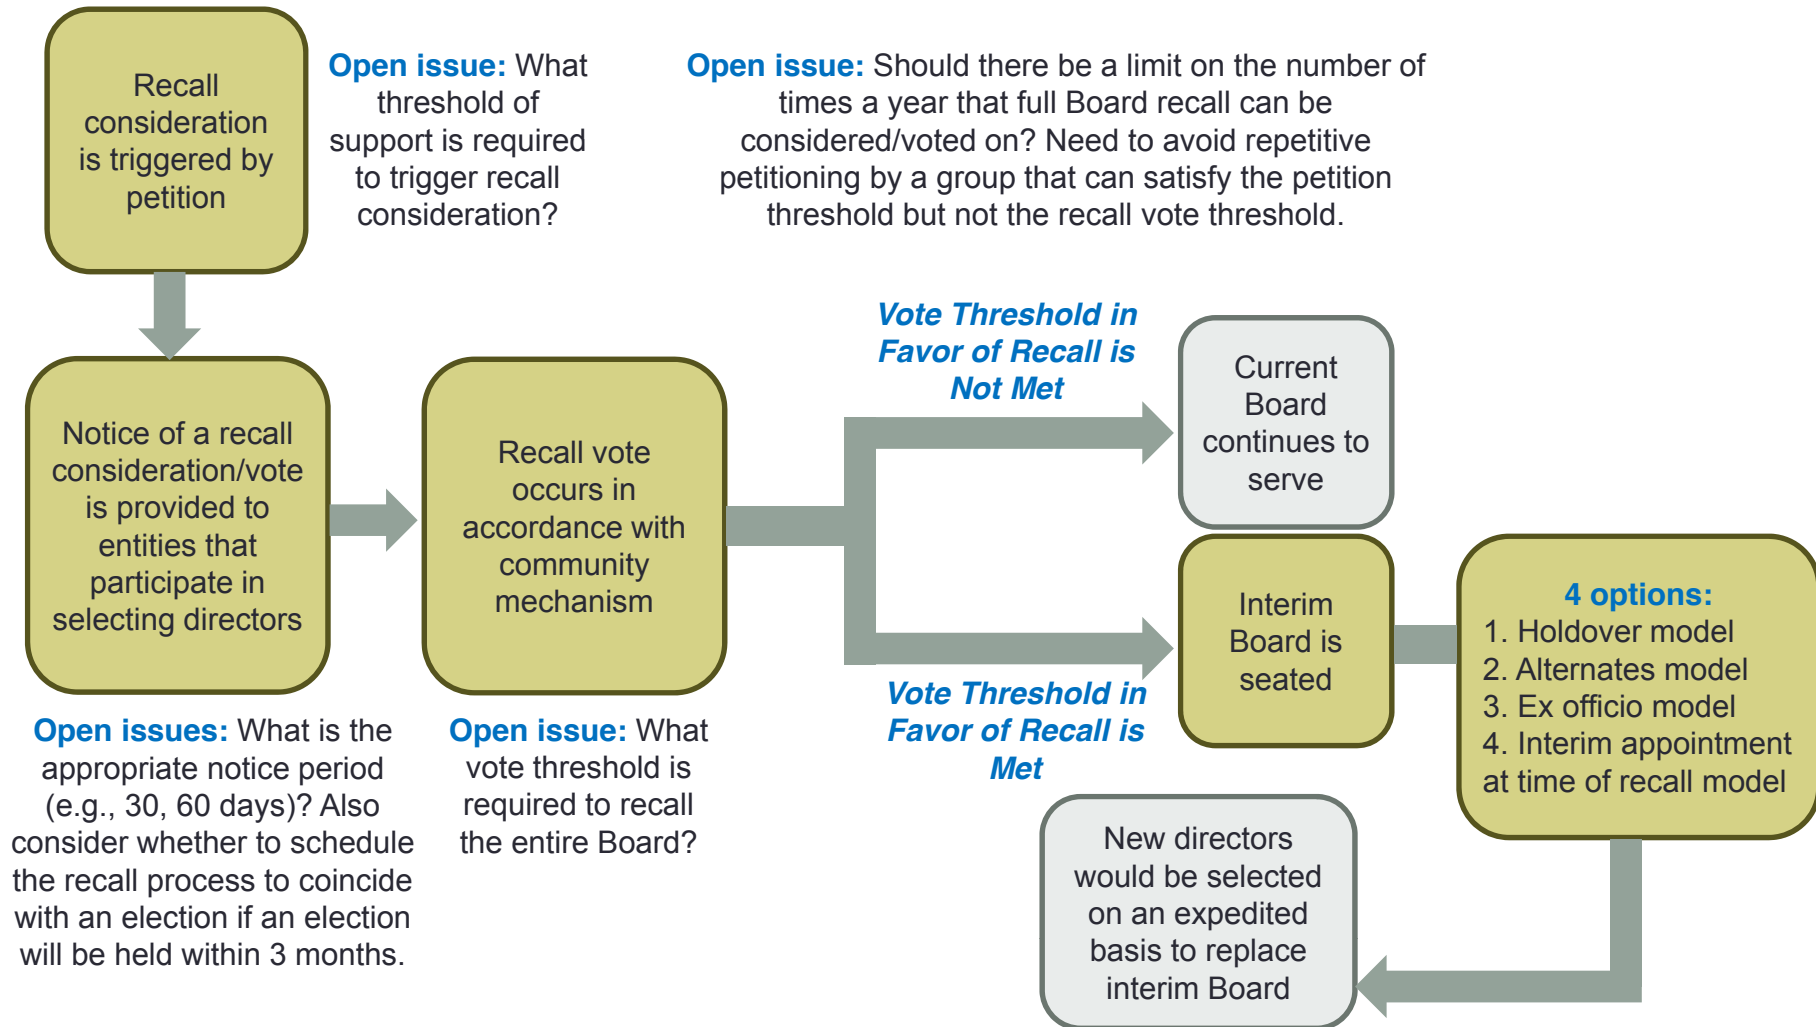 Recall
consideration
is triggered by
petition
Open issue: What
threshold of
support is required
to trigger recall
consideration?
Open issue: Should there be a limit on the number of
times a year that full Board recall can be
considered/voted on? Need to avoid repetitive
petitioning by a group that can satisfy the petition
threshold but not the recall vote threshold.
Notice of a recall
consideration/vote
is provided to
entities that
participate in
selecting directors
Open issues: What is the
appropriate notice period
(e.g., 30, 60 days)? Also
consider whether to schedule
the recall process to coincide
with an election if an election
will be held within 3 months.
Recall vote
occurs in
accordance with
community
mechanism
Open issue: What
vote threshold is
required to recall
the entire Board?
Vote Threshold in
Favor of Recall is
Not Met
Current
Board
continues to
serve
Vote Threshold in
Favor of Recall is
Met
Interim
Board is
seated
4 options:
1. Holdover model
2. Alternates model
3. Ex officio model
4. Interim appointment
at time of recall model
New directors
would be selected
on an expedited
basis to replace
interim Board